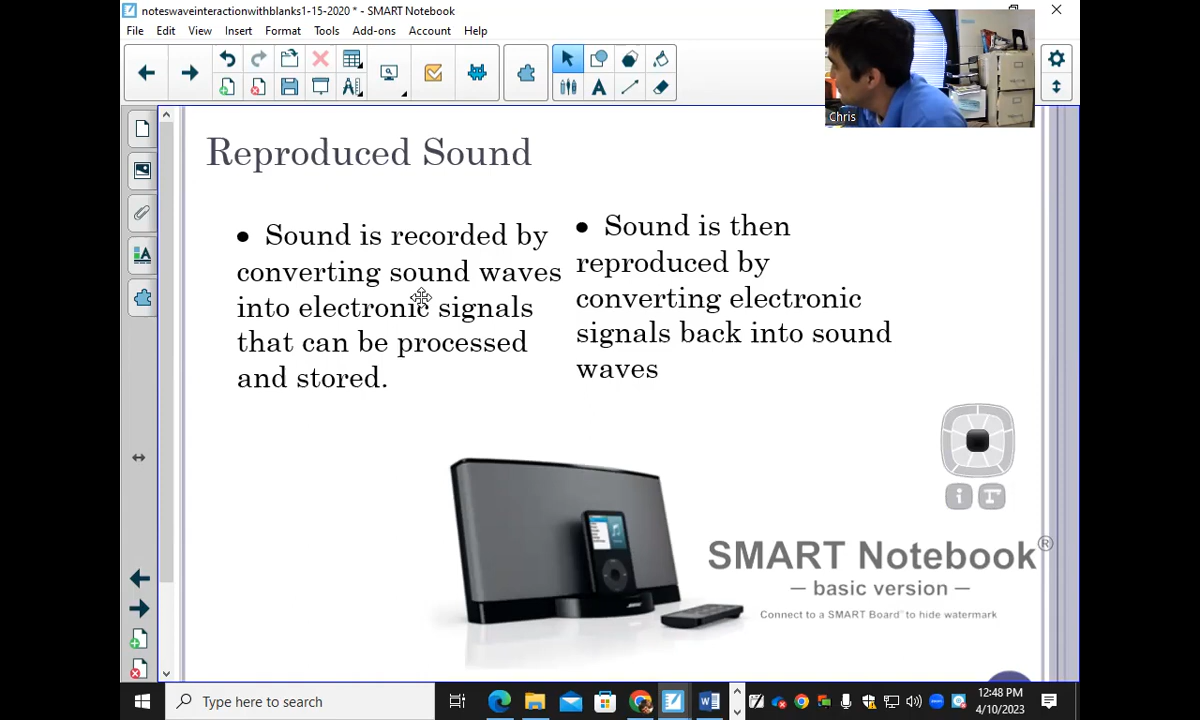 noteswaveinteractionwithblanks1-15-2020 * - SMART Notebook
File Edit View Insert Format Tools Add-ons Account Help
Chris
Reproduced Sound
• Sound is recorded by
converting sound waves
into electronic signals
that can be processed
and stored.
• Sound is then
reproduced by
converting electronic
signals back into sound
waves
SMART Notebook®
— basic version —
Connect to a SMART Board™ to hide watermark
Type here to search
12:48 PM
4/10/2023